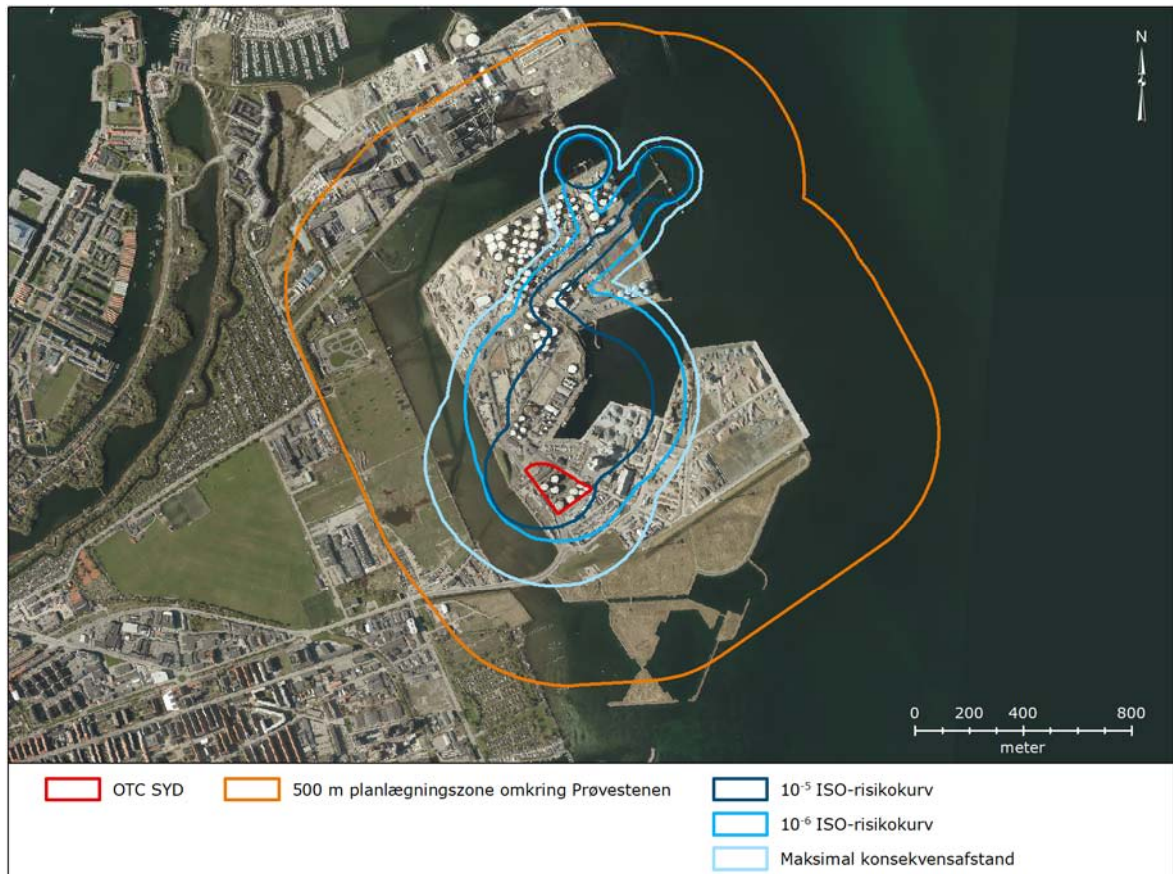 N
0 200 400 800
meter
OTC SYD
500 m planlægningszone omkring Prøvestenen
10⁻⁵ ISO-risikokurv
10⁻⁶ ISO-risikokurv
Maksimal konsekvensafstand